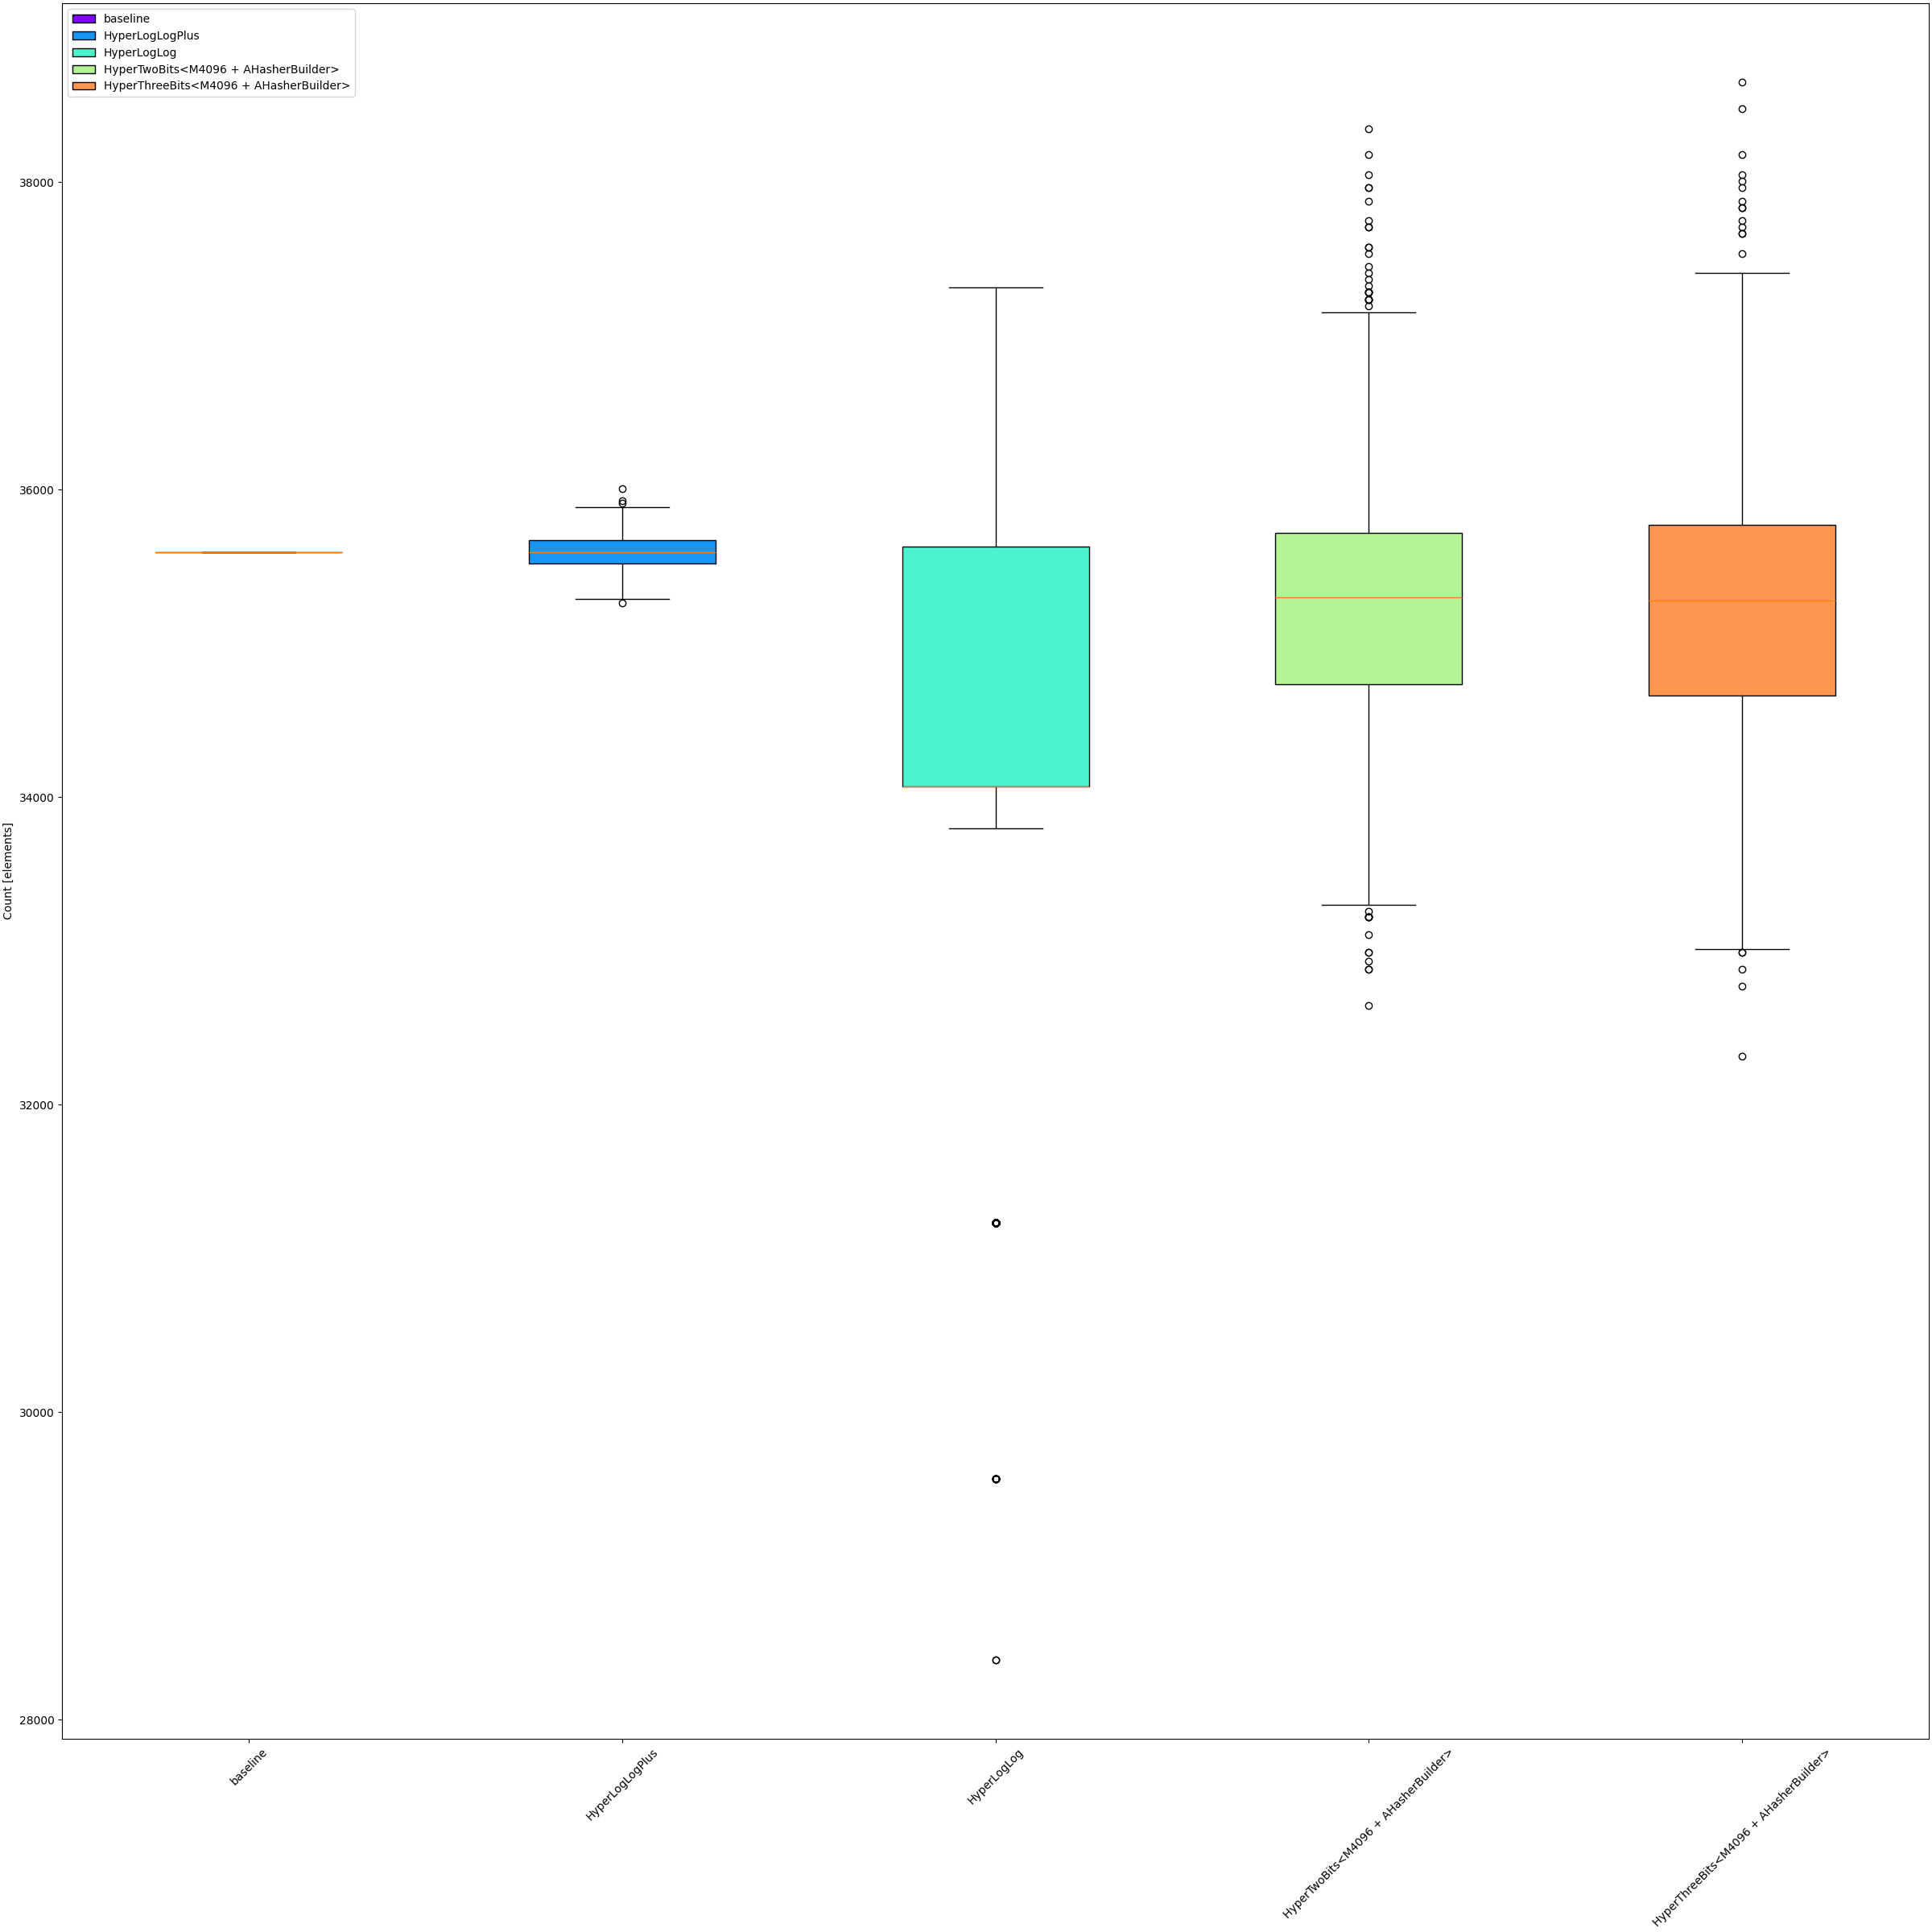 baseline
HyperLogLogPlus
HyperLogLog
HyperTwoBits<M4096 + AHasherBuilder>
HyperThreeBits<M4096 + AHasherBuilder>
38000
36000
34000
32000
30000
28000
Count [elements]
baseline
HyperLogLogPlus
HyperLogLog
HyperTwoBits<M4096 + AHasherBuilder>
HyperThreeBits<M4096 + AHasherBuilder>